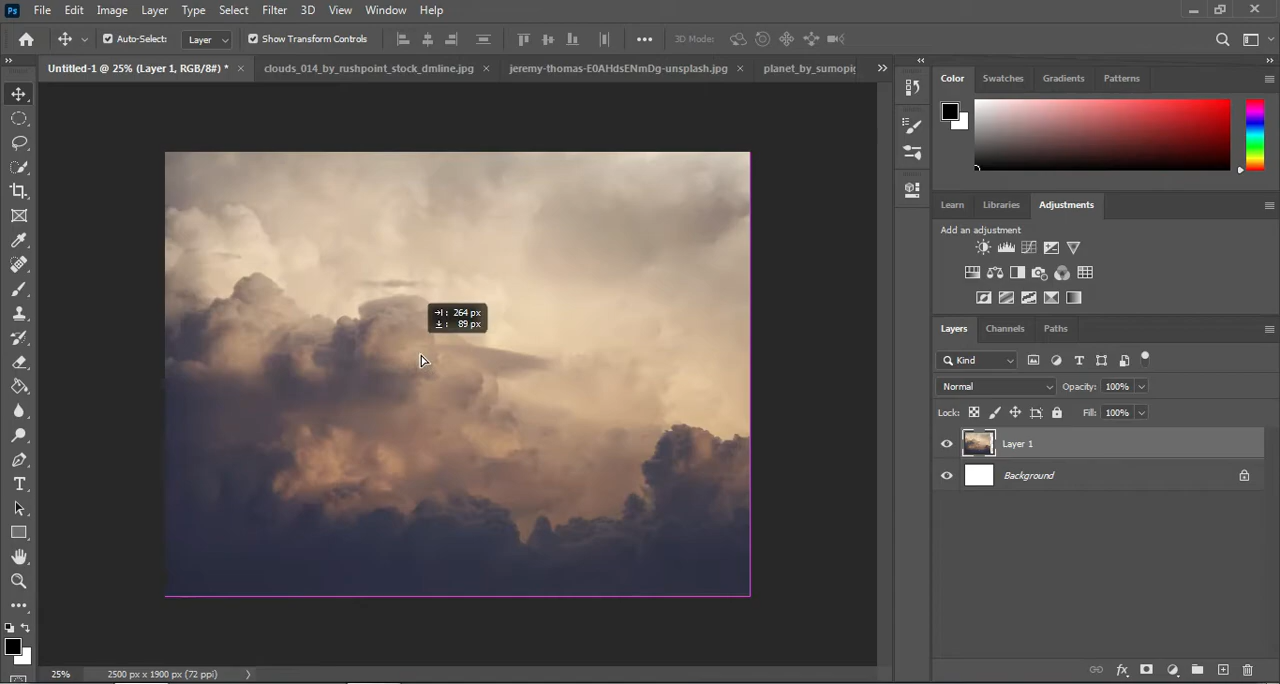 Ps File Edit Image Layer Type Select Filter 3D View Window Help
Auto-Select: Layer Show Transform Controls 3D Mode:
Untitled-1 @ 25% (Layer 1, RGB/8#) * clouds_014_by_rushpoint_stock_dmline.jpg jeremy-thomas-E0AHdsENmDg-unsplash.jpg planet_by_sumopig
Color Swatches Gradients Patterns
Learn Libraries Adjustments
Add an adjustment
264 px
89 px
Layers Channels Paths
Kind
Normal Opacity: 100%
Lock: Fill: 100%
Layer 1
Background
25% 2500 px x 1900 px (72 ppi)